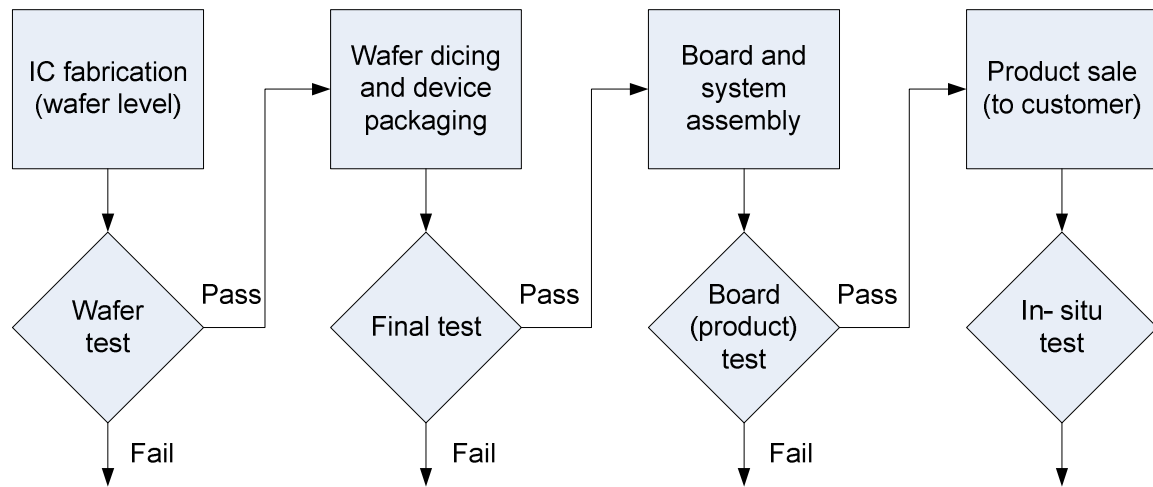 IC fabrication
(wafer level)
Wafer dicing
and device
packaging
Board and
system
assembly
Product sale
(to customer)
Wafer
test
Pass
Final test
Pass
Board
(product)
test
Pass
In- situ
test
Fail
Fail
Fail